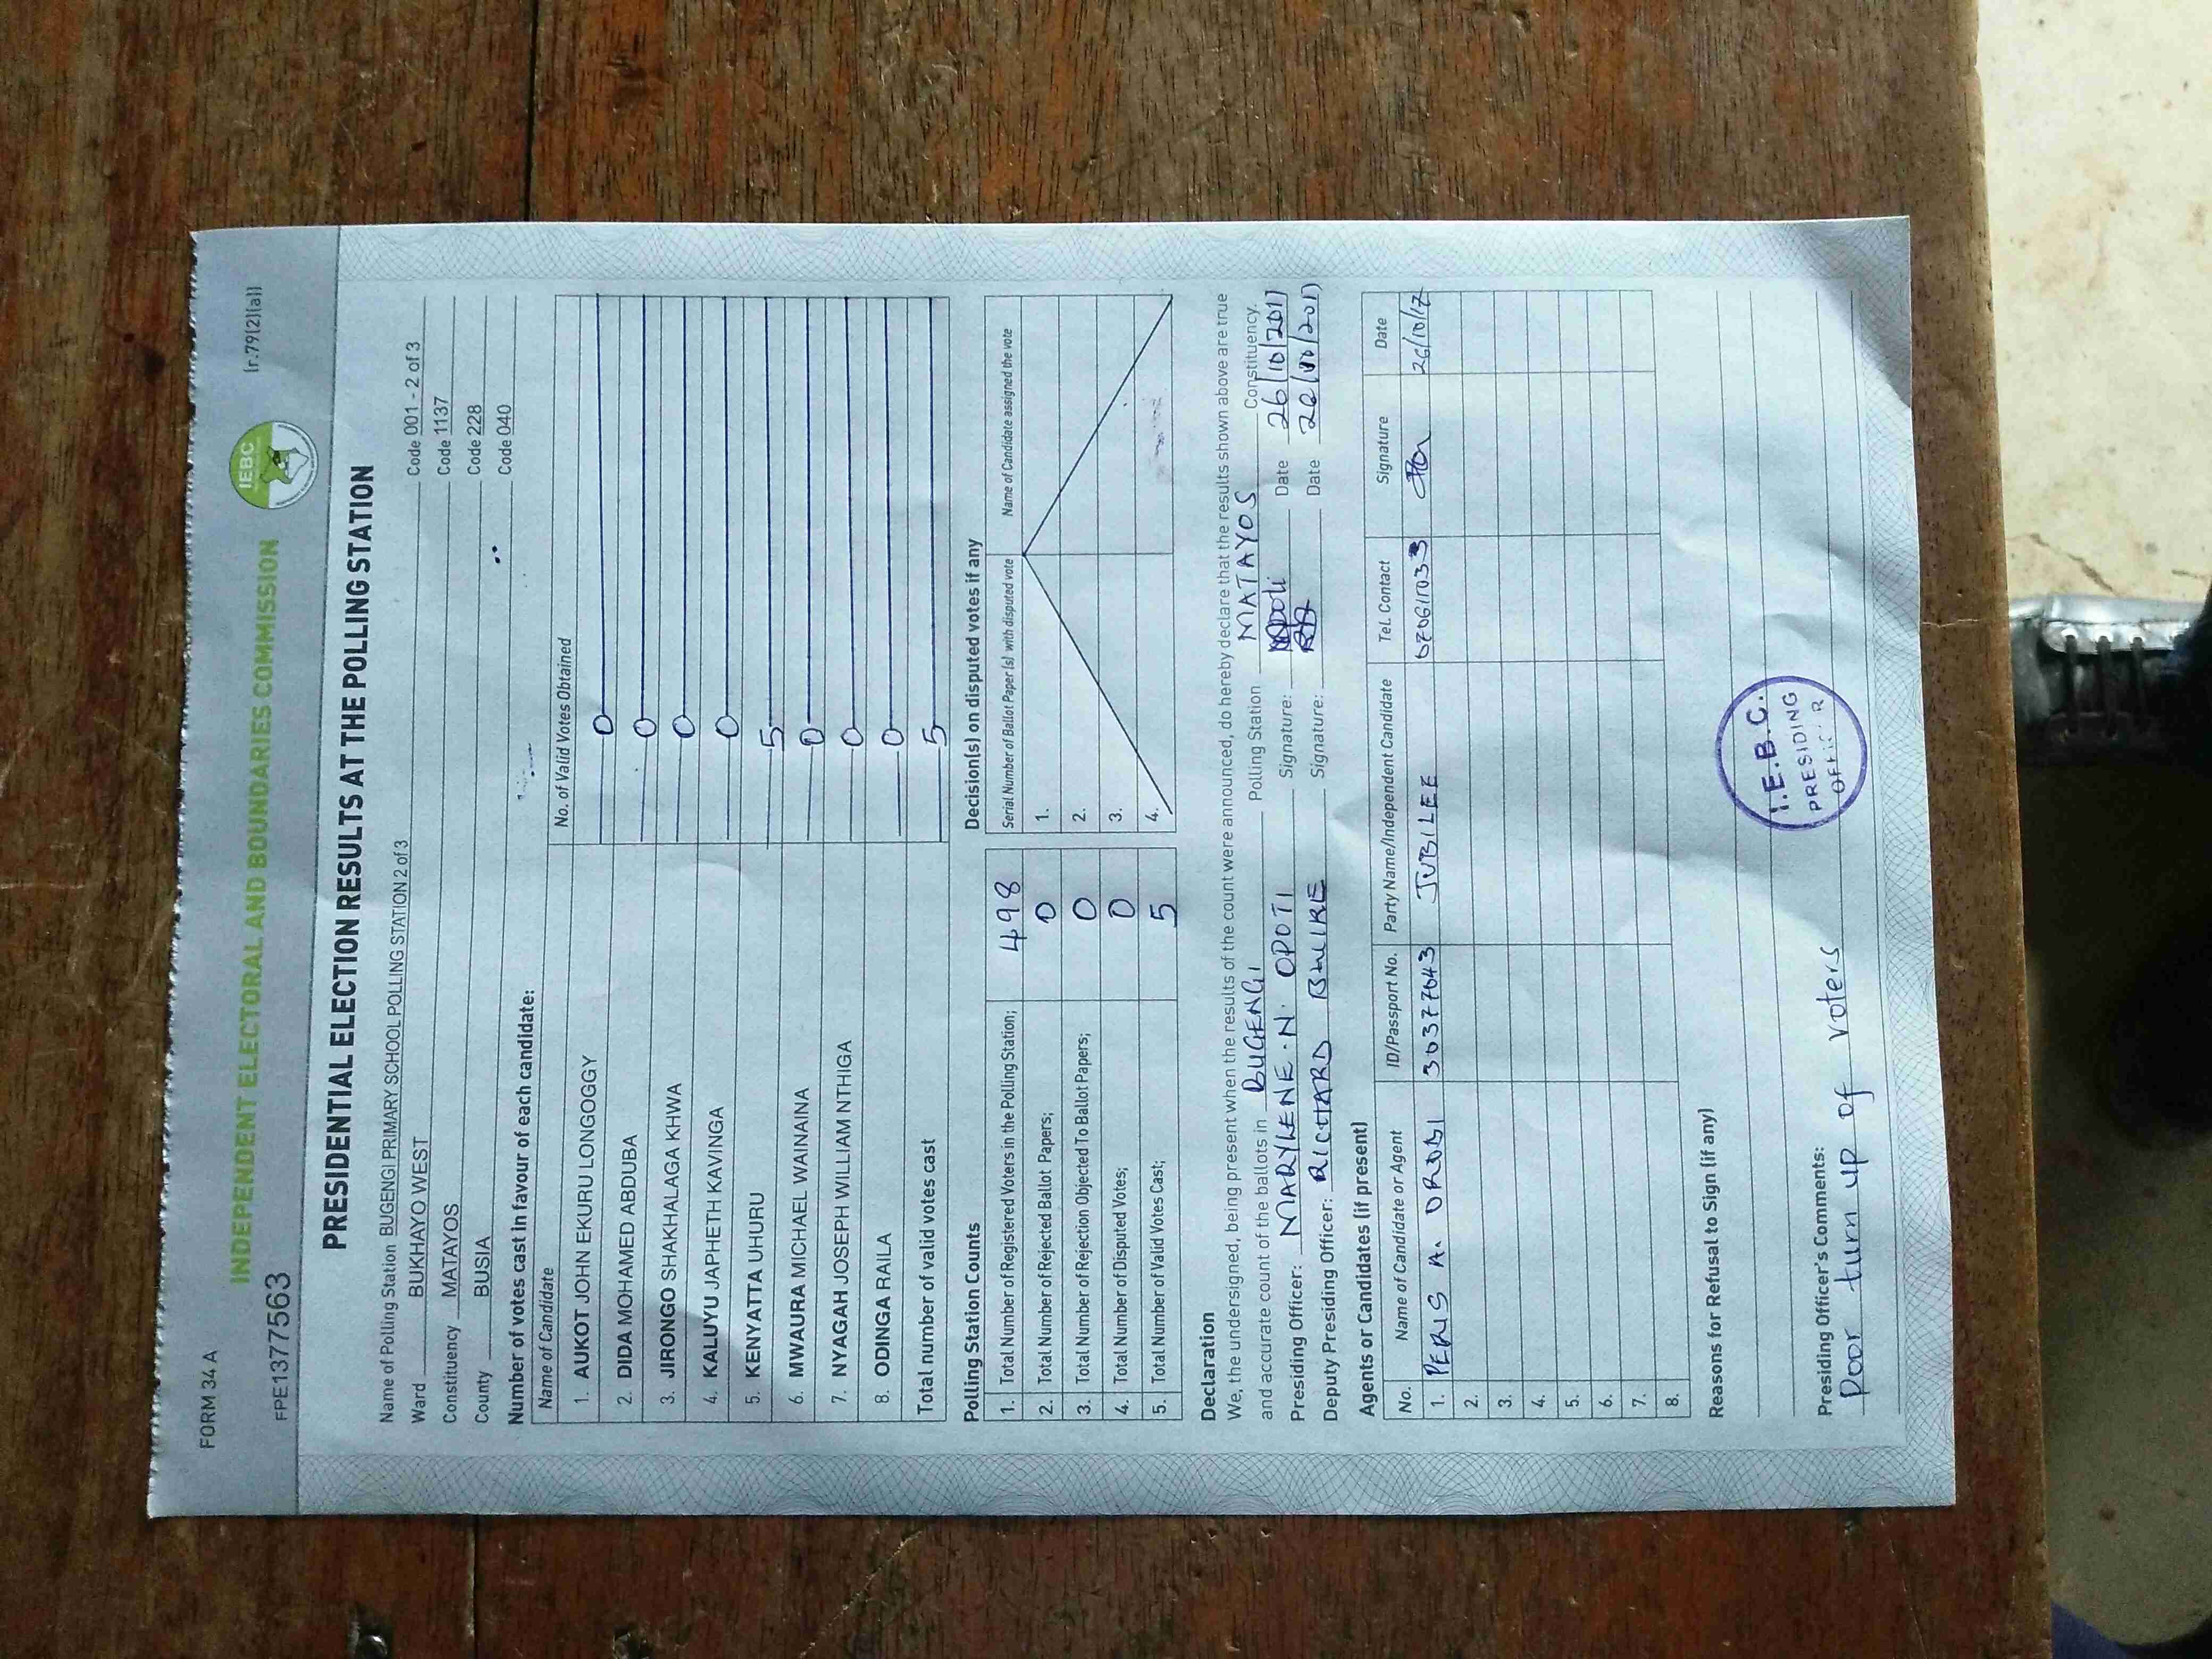 FORM 34 A
INDEPENDENT ELECTORAL AND BOUNDARIES COMMISSION
IEBC
(r.79(2)(a))
FPE1377563
PRESIDENTIAL ELECTION RESULTS AT THE POLLING STATION
Name of Polling Station BUGENGI PRIMARY SCHOOL POLLING STATION 2 of 3 Code 001 - 2 of 3
Ward BUKHAYO WEST Code 1137
Constituency MATAYOS Code 228
County BUSIA Code 040
Number of votes cast in favour of each candidate:
Name of Candidate No. of Valid Votes Obtained
1. AUKOT JOHN EKURU LONGOGGY 0
2. DIDA MOHAMED ABDUBA 0
3. JIRONGO SHAKHALAGA KHWA 0
4. KALUYU JAPHETH KAVINGA 0
5. KENYATTA UHURU 5
6. MWAURA MICHAEL WAINAINA 0
7. NYAGAH JOSEPH WILLIAM NTHIGA 0
8. ODINGA RAILA 0
Total number of valid votes cast 5
Polling Station Counts
1. Total Number of Registered Voters in the Polling Station; 498
2. Total Number of Rejected Ballot Papers; 0
3. Total Number of Rejection Objected To Ballot Papers; 0
4. Total Number of Disputed Votes; 0
5. Total Number of Valid Votes Cast; 5
Decision(s) on disputed votes if any
Serial Number of Ballot Paper (s) with disputed vote Name of Candidate assigned the vote
1.
2.
3.
4.
Declaration
We, the undersigned, being present when the results of the count were announced, do hereby declare that the results shown above are true
and accurate count of the ballots in BUGENGI Polling Station MATAYOS Constituency.
Presiding Officer: MARYLENE . N . OPOTI Signature: Date 26/10/2017
Deputy Presiding Officer: RICHARD BWIRE Signature: Date 26/10/2017
Agents or Candidates (if present)
No. Name of Candidate or Agent ID/Passport No. Party Name/Independent Candidate Tel. Contact Signature Date
1. PERIS A. 30377643 JUBILEE 26/10/17
2.
3.
4.
5.
6.
7.
8.
Reasons for Refusal to Sign (if any)
I.E.B.C.
PRESIDING
OFFICER
Presiding Officer's Comments:
Poor turn up of voters